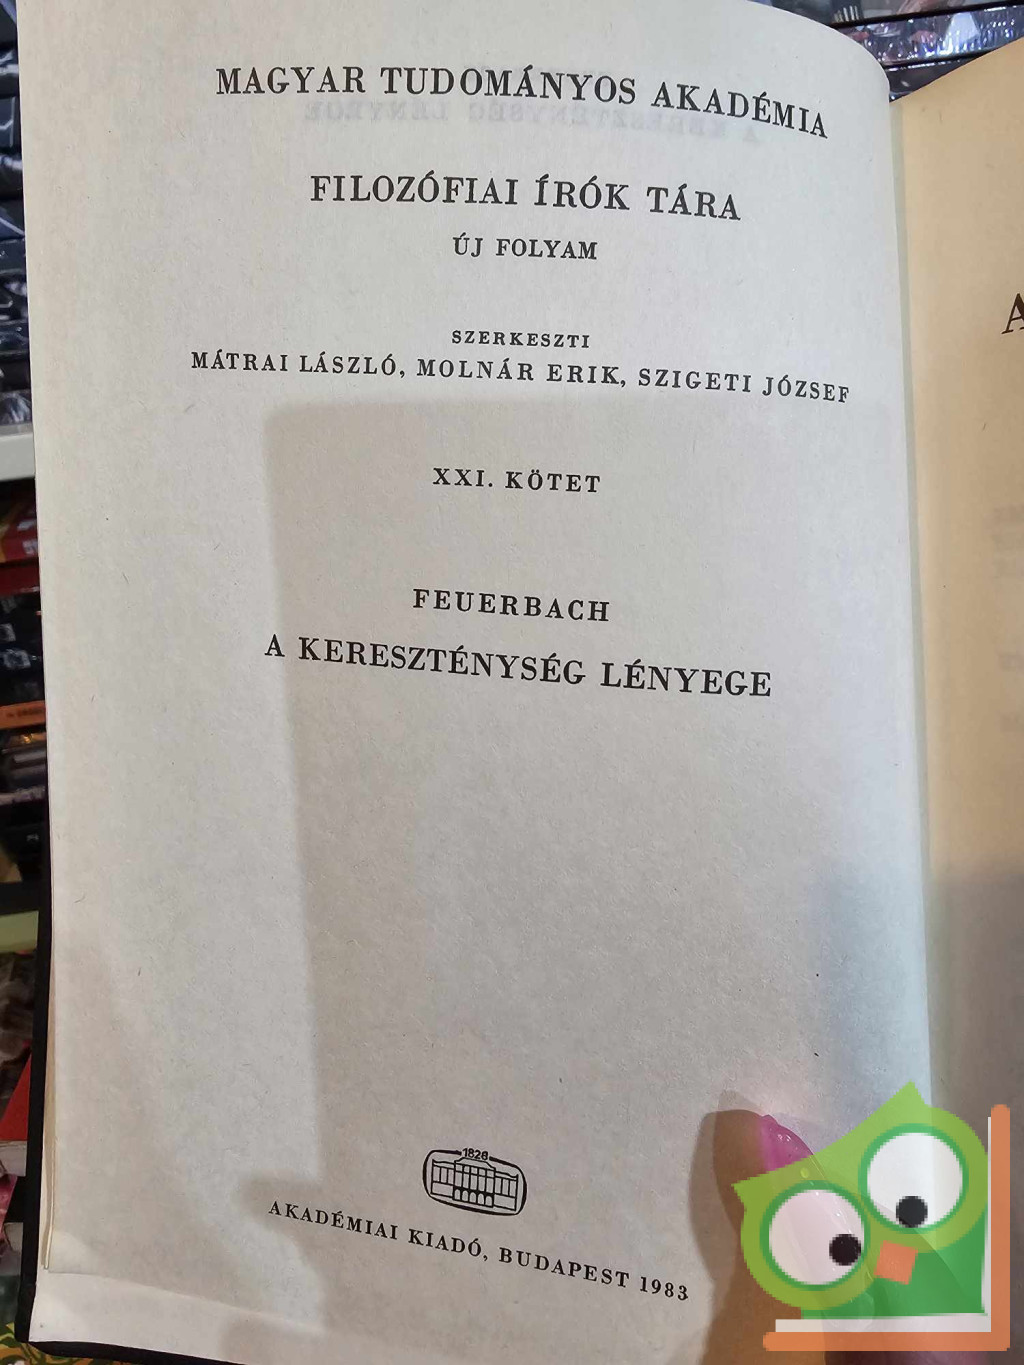 MAGYAR TUDOMÁNYOS AKADÉMIA
FILOZÓFIAI ÍRÓK TÁRA
ÚJ FOLYAM
SZERKESZTI
MÁTRAI LÁSZLÓ, MOLNÁR ERIK, SZIGETI JÓZSEF
XXI. KÖTET
FEUERBACH
A KERESZTÉNYSÉG LÉNYEGE
1828
AKADÉMIAI KIADÓ, BUDAPEST 1983
A